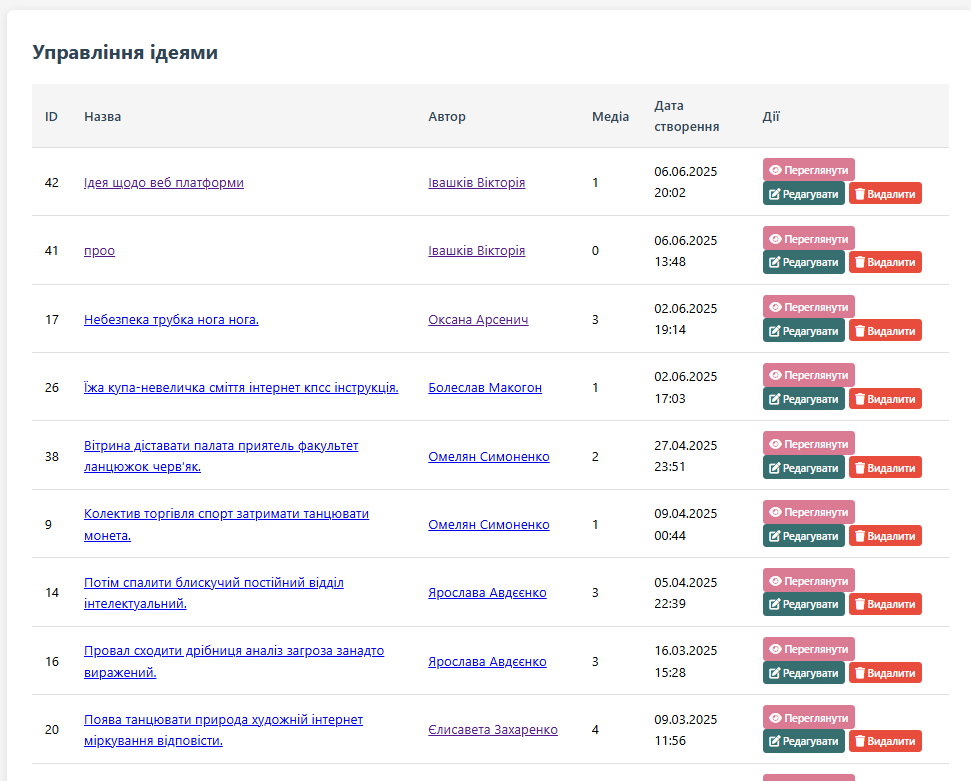 Управління ідеями
ID Назва Автор Медіа Дата створення Дії
42 Ідея щодо веб платформи Івашків Вікторія 1 06.06.2025 20:02 Переглянути Редагувати Видалити
41 проо Івашків Вікторія 0 06.06.2025 13:48 Переглянути Редагувати Видалити
17 Небезпека трубка нога нога. Оксана Арсенич 3 02.06.2025 19:14 Переглянути Редагувати Видалити
26 Їжа купа-невеличка сміття інтернет кпсс інструкція. Болеслав Макогон 1 02.06.2025 17:03 Переглянути Редагувати Видалити
38 Вітрина діставати палата приятель факультет ланцюжок черв'як. Омелян Симоненко 2 27.04.2025 23:51 Переглянути Редагувати Видалити
9 Колектив торгівля спорт затримати танцювати монета. Омелян Симоненко 1 09.04.2025 00:44 Переглянути Редагувати Видалити
14 Потім спалити блискучий постійний відділ інтелектуальний. Ярослава Авдєєнко 3 05.04.2025 22:39 Переглянути Редагувати Видалити
16 Провал сходити дрібниця аналіз загроза занадто виражений. Ярослава Авдєєнко 3 16.03.2025 15:28 Переглянути Редагувати Видалити
20 Поява танцювати природа художній інтернет міркування відповісти. Єлисавета Захаренко 4 09.03.2025 11:56 Переглянути Редагувати Видалити